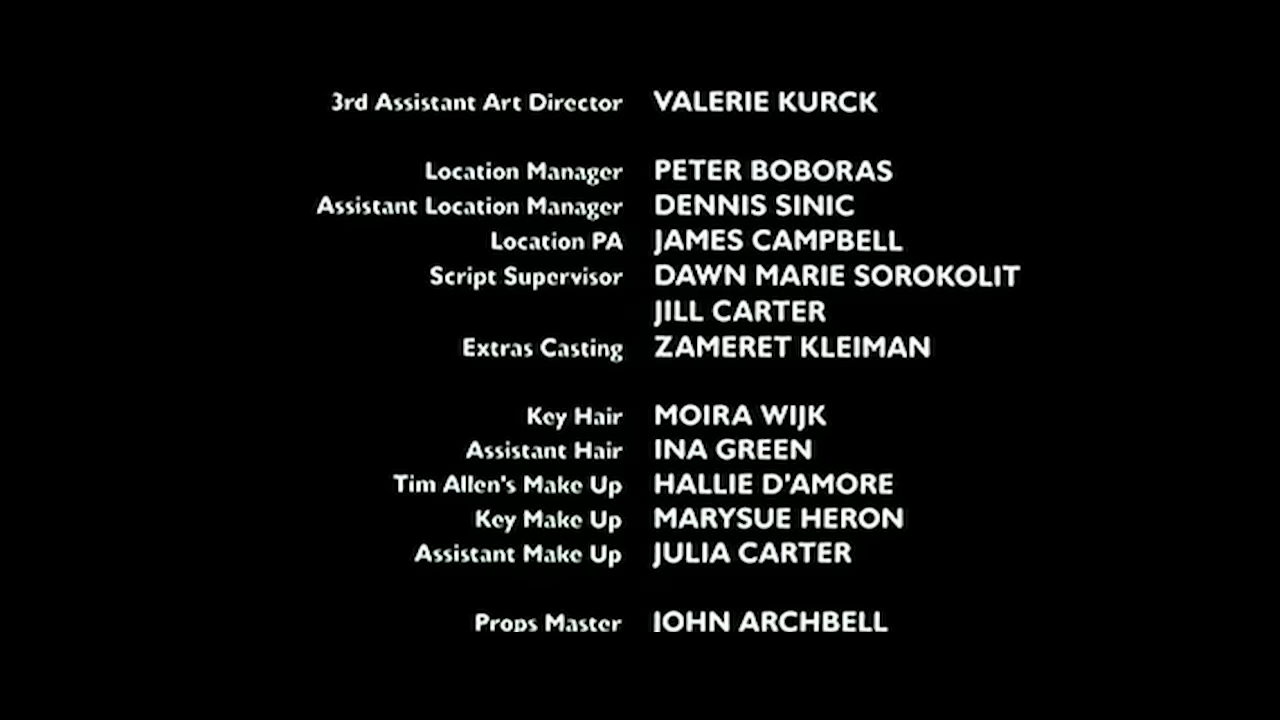 3rd Assistant Art Director VALERIE KURCK
Location Manager PETER BOBORAS
Assistant Location Manager DENNIS SINIC
Location PA JAMES CAMPBELL
Script Supervisor DAWN MARIE SOROKOLIT
JILL CARTER
Extras Casting ZAMERET KLEIMAN
Key Hair MOIRA WIJK
Assistant Hair INA GREEN
Tim Allen's Make Up HALLIE D'AMORE
Key Make Up MARYSUE HERON
Assistant Make Up JULIA CARTER
Props Master JOHN ARCHBELL